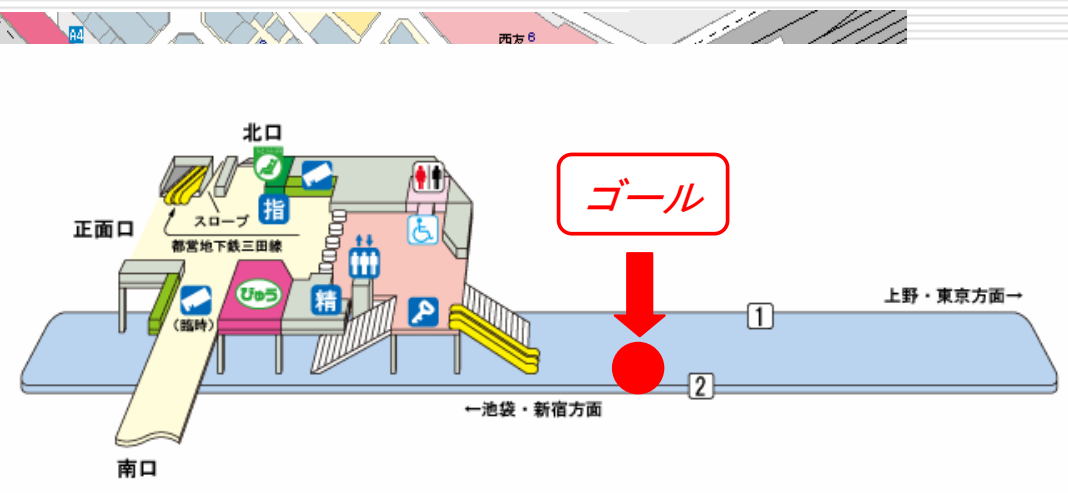 A4
西友6
北口
ゴール
指
スロープ
正面口
都営地下鉄三田線
びゅう
精
(臨時)
上野・東京方面→
1
2
←池袋・新宿方面
南口